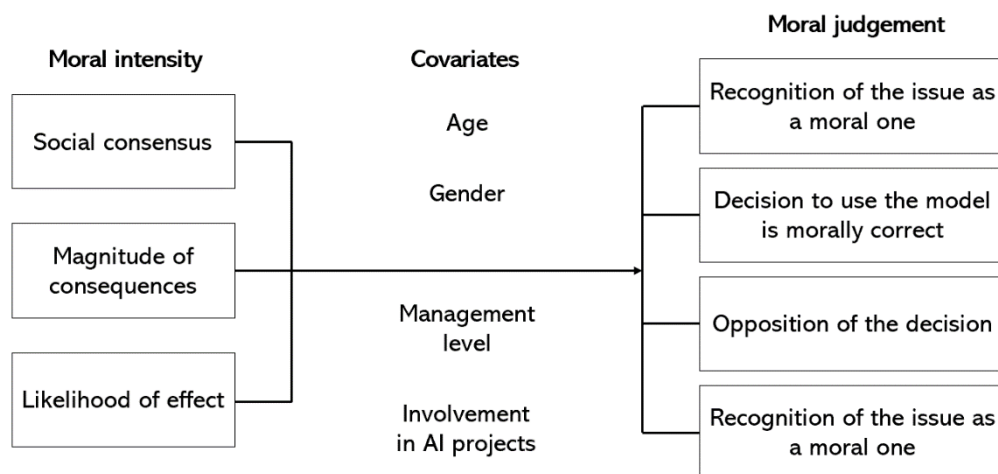 Moral intensity
Social consensus
Magnitude of
consequences
Likelihood of effect
Covariates
Age
Gender
Management
level
Involvement
in AI projects
Moral judgement
Recognition of the issue as
a moral one
Decision to use the model
is morally correct
Opposition of the decision
Recognition of the issue as
a moral one